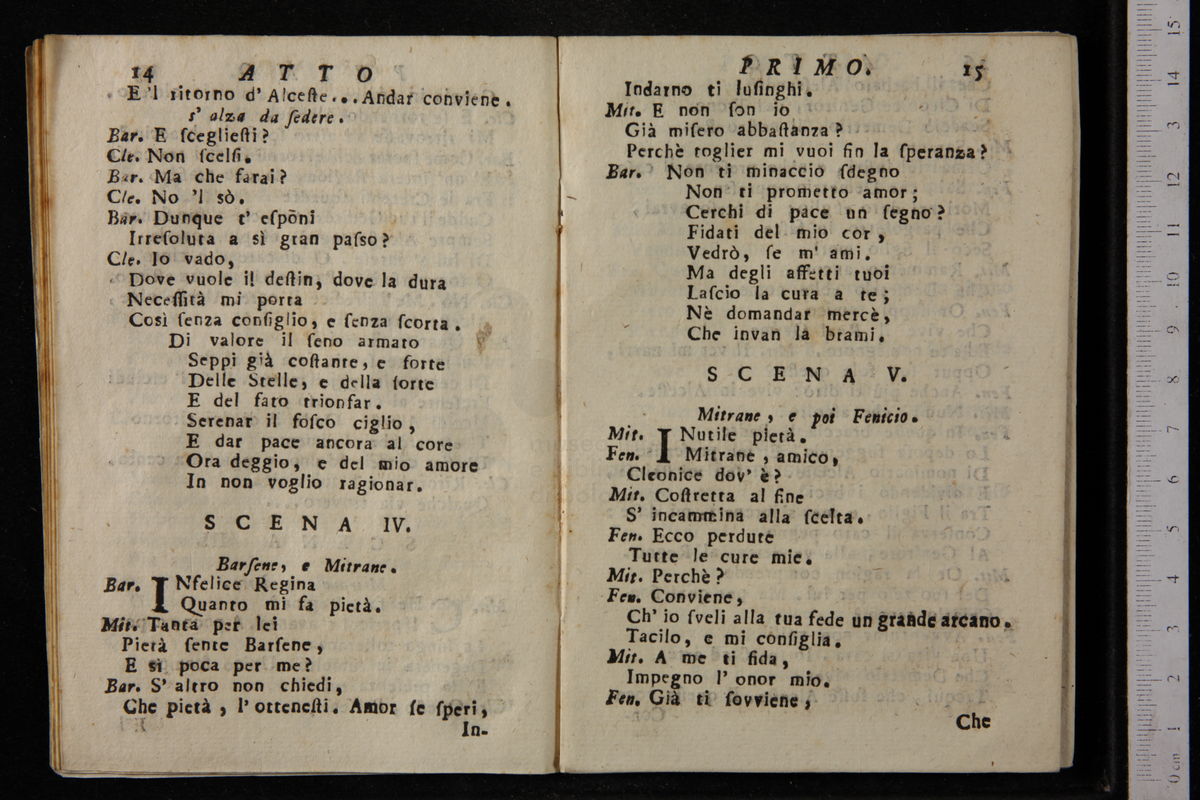 14 ATTO
E 'l ritorno d' Alceſte... Andar conviene.
s' alza da ſedere.
Bar. E ſceglieſti?
Cle. Non ſcelſi.
Bar. Ma che farai?
Cle. No 'l sò.
Bar. Dunque t' eſpōni
Irreſoluta a sì gran paſso?
Cle. Io vado,
Dove vuole il deſtin, dove la dura
Neceſſità mi porta
Così ſenza conſiglio, e ſenza ſcorta.
Di valore il ſeno armato
Seppi già coſtante, e forte
Delle Stelle, e della ſorte
E del fato trionfar.
Serenar il foſco ciglio,
E dar pace ancora al core
Ora deggio, e del mio amore
In non voglio ragionar.
SCENA IV.
Barſene, e Mitrane.
Bar. INfelice Regina
Quanto mi fa pietà.
Mit. Tanta per lei
Pietà ſente Barſene,
E sì poca per me?
Bar. S' altro non chiedi,
Che pietà, l' otteneſti. Amor ſe ſperi,
In-
PRIMO. 15
Indarno ti luſinghi.
Mit. E non ſon io
Già miſero abbaſtanza?
Perchè toglier mi vuoi fin la ſperanza?
Bar. Non ti minaccio ſdegno
Non ti prometto amor;
Cerchi di pace un ſegno?
Fidati del mio cor,
Vedrò, ſe m' ami.
Ma degli affetti tuoi
Laſcio la cura a te;
Nè domandar mercè,
Che invan la brami.
SCENA V.
Mitrane, e poi Fenicio.
Mit. INutile pietà.
Fen. Mitrane, amico,
Cleonice dov' è?
Mit. Coſtretta al fine
S' incammina alla ſcelta.
Fen. Ecco perdute
Tutte le cure mie.
Mit. Perchè?
Fen. Conviene,
Ch' io ſveli alla tua fede un grande arcano.
Tacilo, e mi conſiglia.
Mit. A me ti fida,
Impegno l' onor mio.
Fen. Già ti ſovviene,
Che